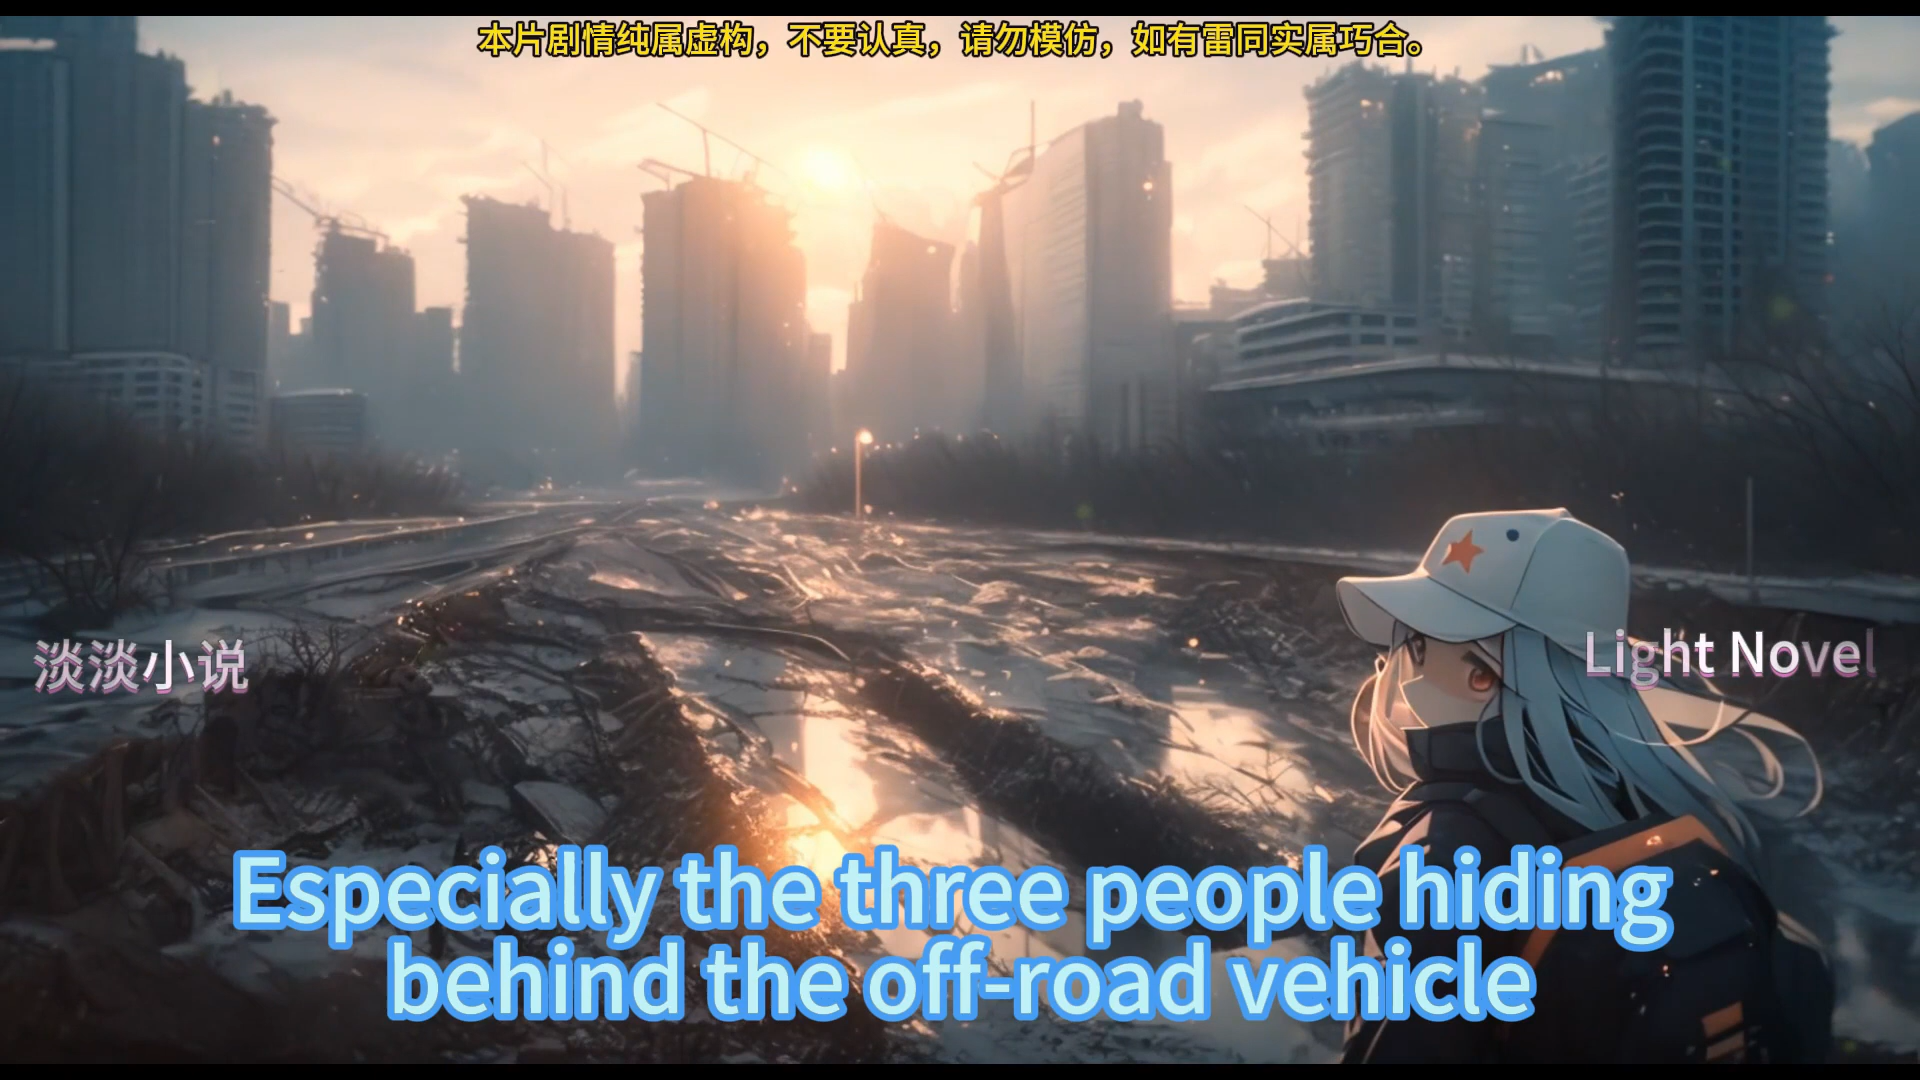 本片剧情纯属虚构，不要认真，请勿模仿，如有雷同实属巧合。
淡淡小说
Light Novel
Especially the three people hiding
behind the off-road vehicle